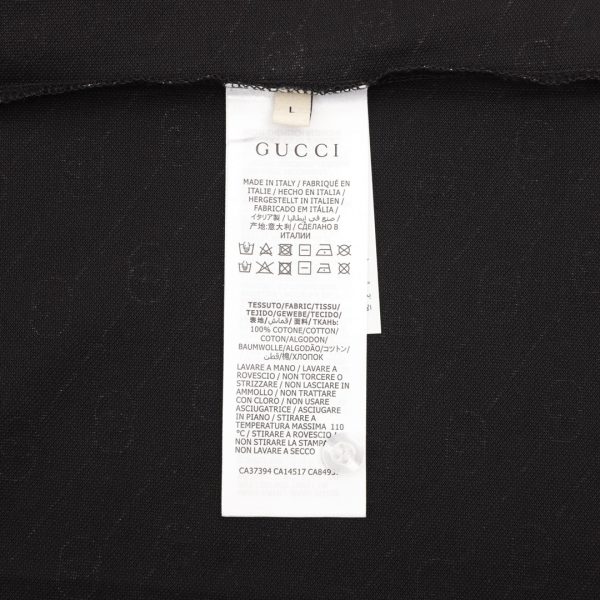 L
GUCCI
MADE IN ITALY / FABRIQUÉ EN
ITALIE / HECHO EN ITALIA /
HERGESTELLT IN ITALIEN /
FABRICADO EM ITÁLIA /
イタリア製 / صنع في إيطاليا /
产地:意大利 / СДЕЛАНО В
ИТАЛИИ
TESSUTO/FABRIC/TISSU/
TEJIDO/GEWEBE/TECIDO/
表地/قماش/面料/ТКАНЬ:
100% COTONE/COTTON/
COTON/ALGODON/
BAUMWOLLE/ALGODÃO/コットン/
قطن/棉/ХЛОПОК
LAVARE A MANO / LAVARE A
ROVESCIO / NON TORCERE O
STRIZZARE / NON LASCIARE IN
AMMOLLO / NON TRATTARE
CON CLORO / NON USARE
ASCIUGATRICE / ASCIUGARE
IN PIANO / STIRARE A
TEMPERATURA MASSIMA 110
°C / STIRARE A ROVESCIO /
NON STIRARE LA STAMPA
NON LAVARE A SECCO
CA37394 CA14517